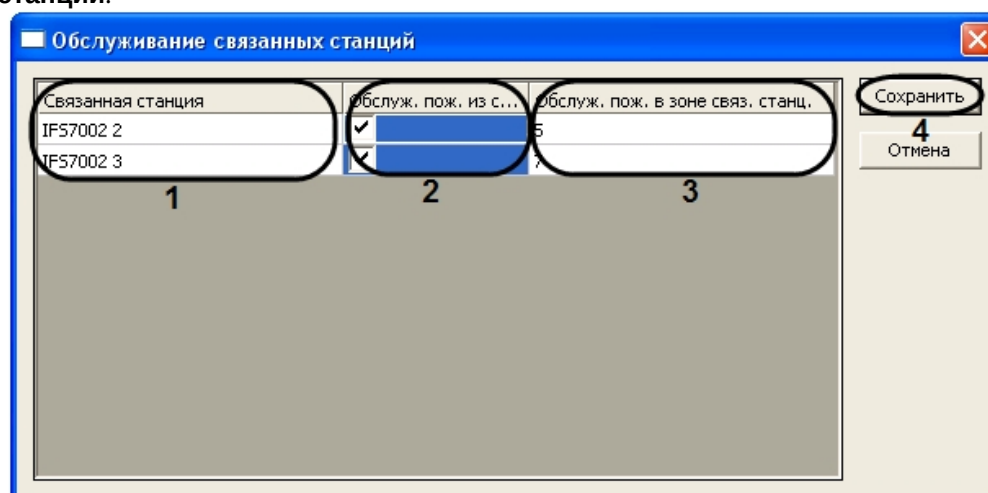 станций.
Обслуживание связанных станций
Связанная станция Обслуж. пож. из с... Обслуж. пож. в зоне связ. станц.
IFS7002 2 5
IFS7002 3 7
1 2 3
Сохранить
4
Отмена